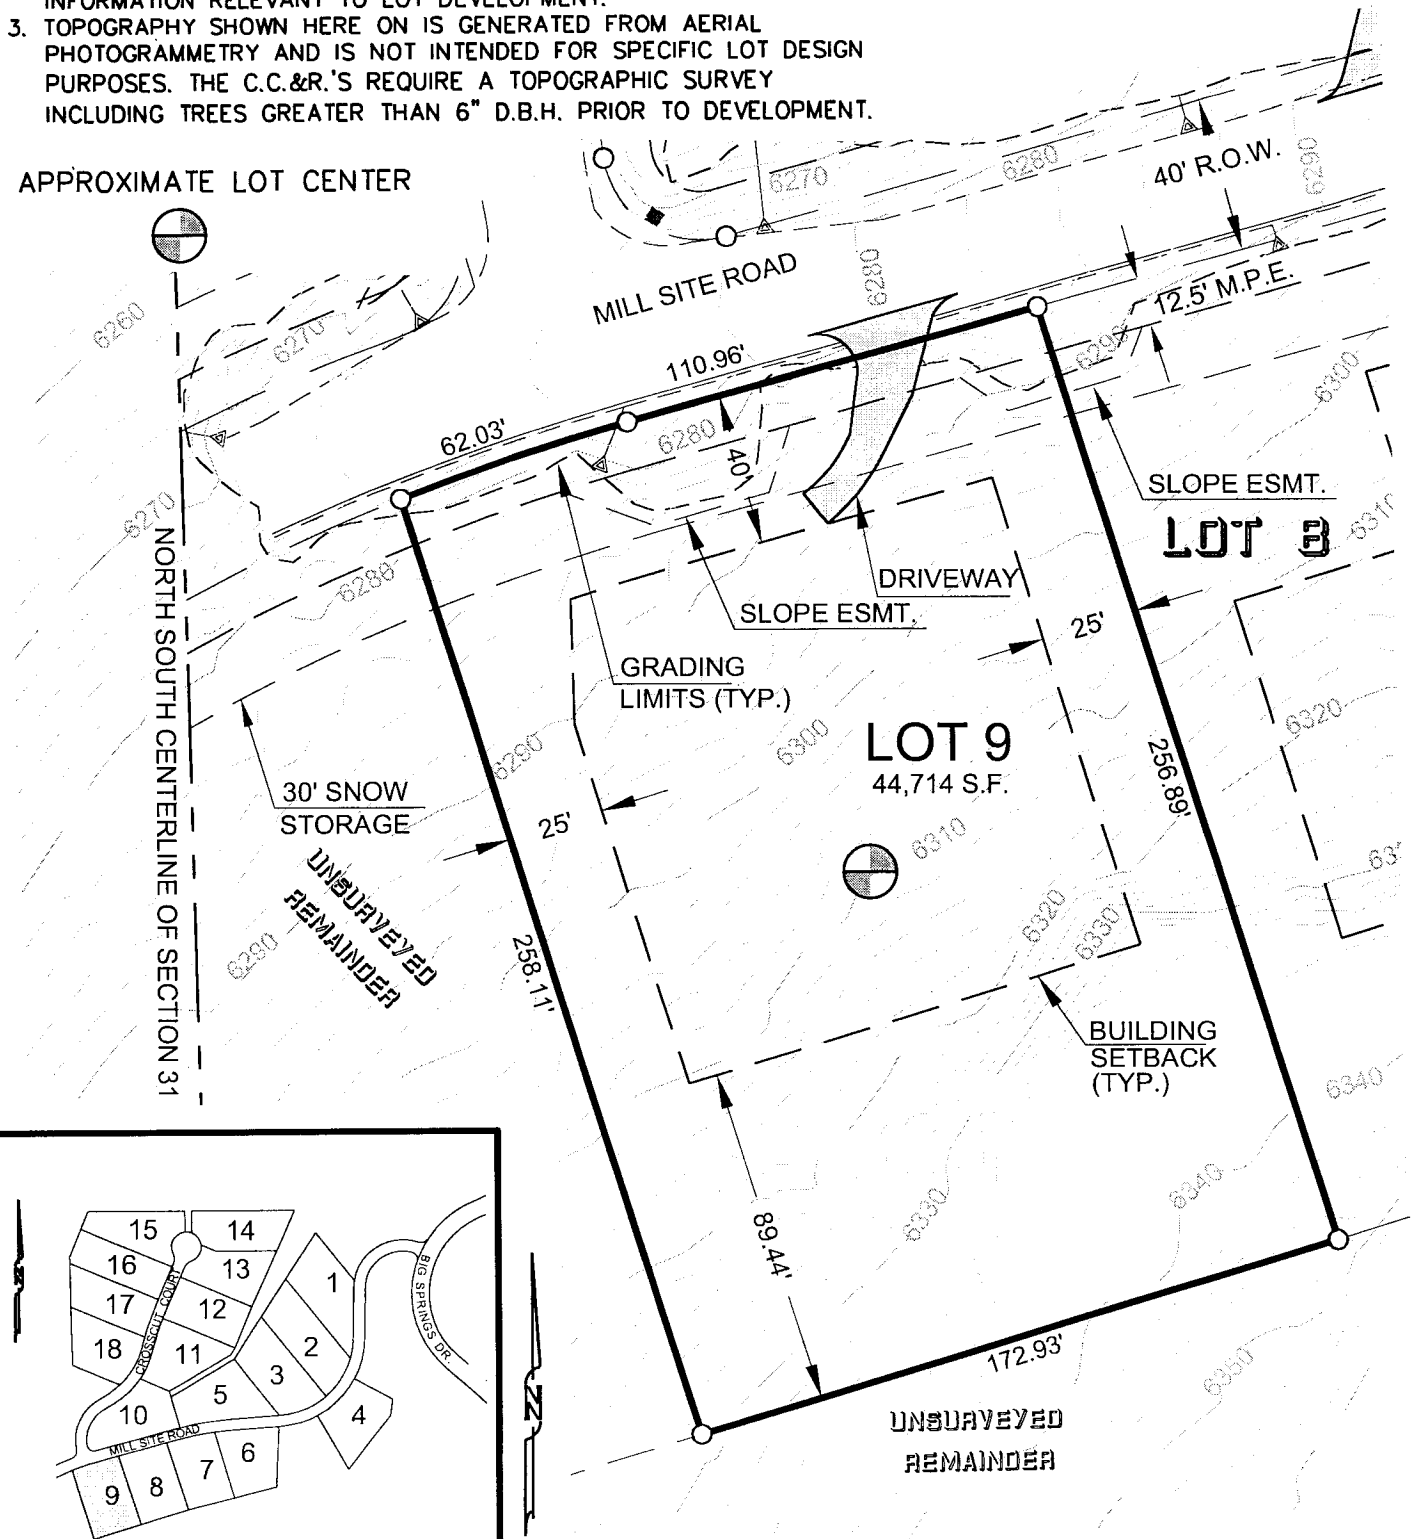 INFORMATION RELEVANT TO LOT DEVELOPMENT.
3. TOPOGRAPHY SHOWN HERE ON IS GENERATED FROM AERIAL
PHOTOGRAMMETRY AND IS NOT INTENDED FOR SPECIFIC LOT DESIGN
PURPOSES. THE C.C.&R.'S REQUIRE A TOPOGRAPHIC SURVEY
INCLUDING TREES GREATER THAN 6" D.B.H. PRIOR TO DEVELOPMENT.
APPROXIMATE LOT CENTER
6270
6280
40' R.O.W.
6290
MILL SITE ROAD
6280
12.5' M.P.E.
6260
6270
6290
6300
110.96'
62.03'
6280
40'
SLOPE ESMT.
LOT 8
6310
6270
NORTH SOUTH CENTERLINE OF SECTION 31
6280
DRIVEWAY
SLOPE ESMT.
25'
GRADING
LIMITS (TYP.)
6290
6300
LOT 9
44,714 S.F.
6320
256.89'
30' SNOW
STORAGE
25'
6310
UNSURVEYED
REMAINDER
6290
258.11'
6320
6330
BUILDING
SETBACK
(TYP.)
6340
89.44'
6330
6340
172.93'
6350
UNSURVEYED
REMAINDER
N
N
15
14
16
13
17
12
18
11
10
1
2
3
5
4
6
7
8
9
CROSSCUT COURT
BIG SPRINGS DR.
MILL SITE ROAD